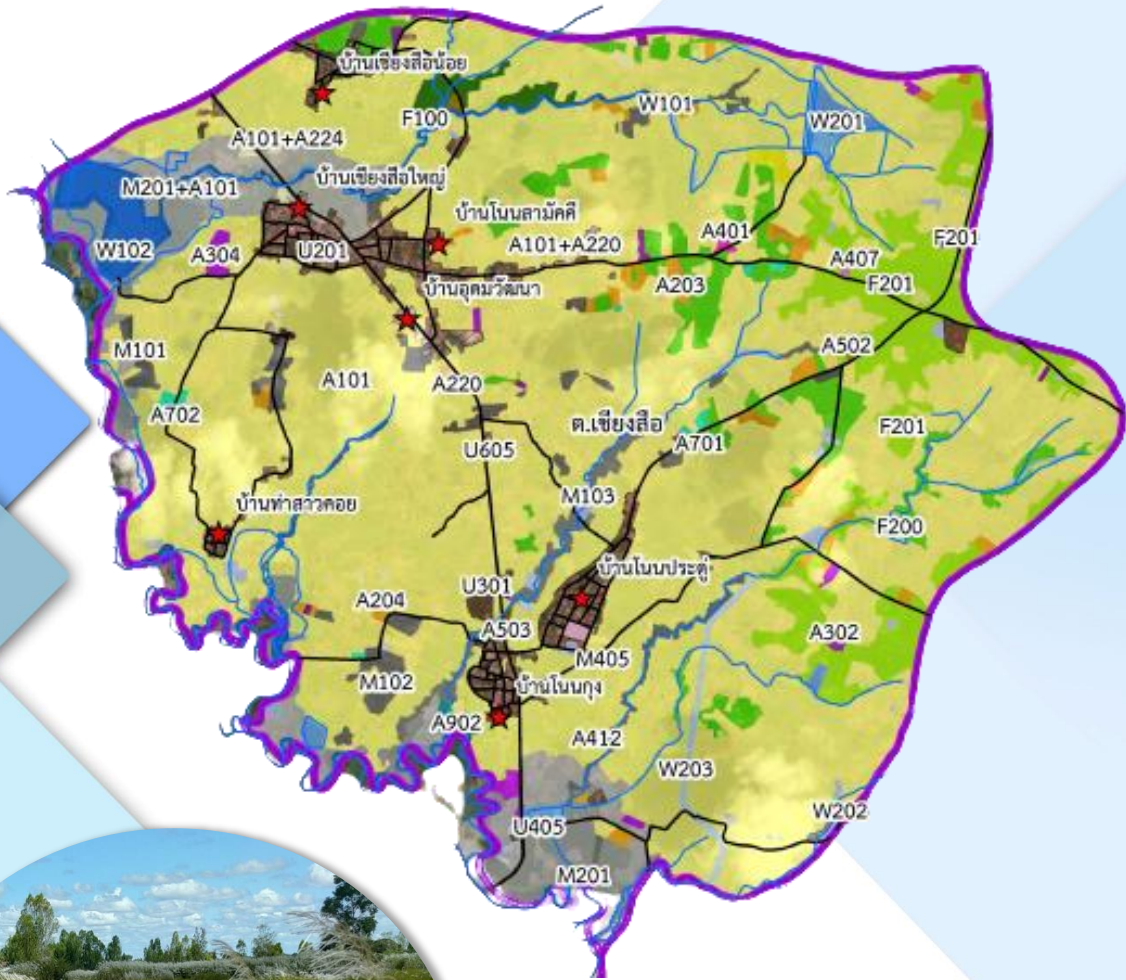 บ้านเชียงสือน้อย
W101
F100
W201
A101+A224
บ้านเชียงสือใหญ่
M201+A101
บ้านโนนสามัคคี
A401
F201
W102
A304
U201
A101+A220
A407
A203
F201
บ้านอุดมวัฒนา
M101
A502
A101
A220
A702
ต.เชียงสือ
F201
U605
A701
M103
บ้านท่าสาวคอย
F200
บ้านโนนประดู่
U301
A204
A503
A302
M405
M102
บ้านโนนกุง
A902
A412
W203
W202
U405
M201